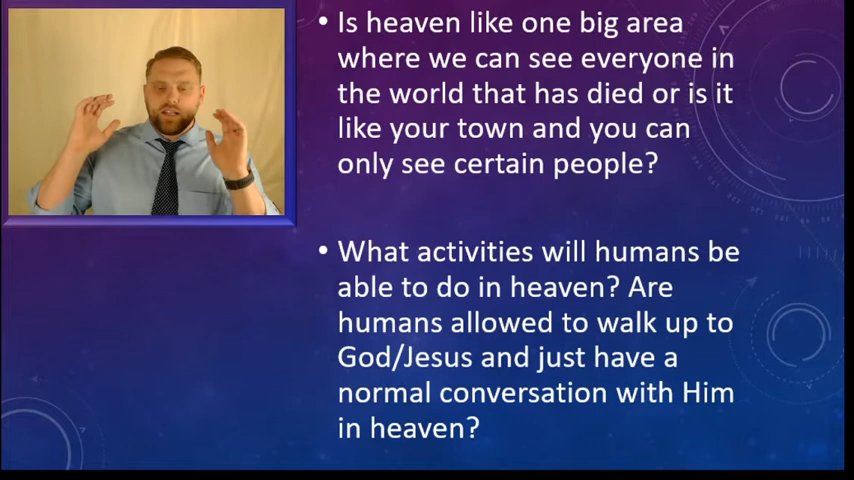 • Is heaven like one big area
where we can see everyone in
the world that has died or is it
like your town and you can
only see certain people?
• What activities will humans be
able to do in heaven? Are
humans allowed to walk up to
God/Jesus and just have a
normal conversation with Him
in heaven?